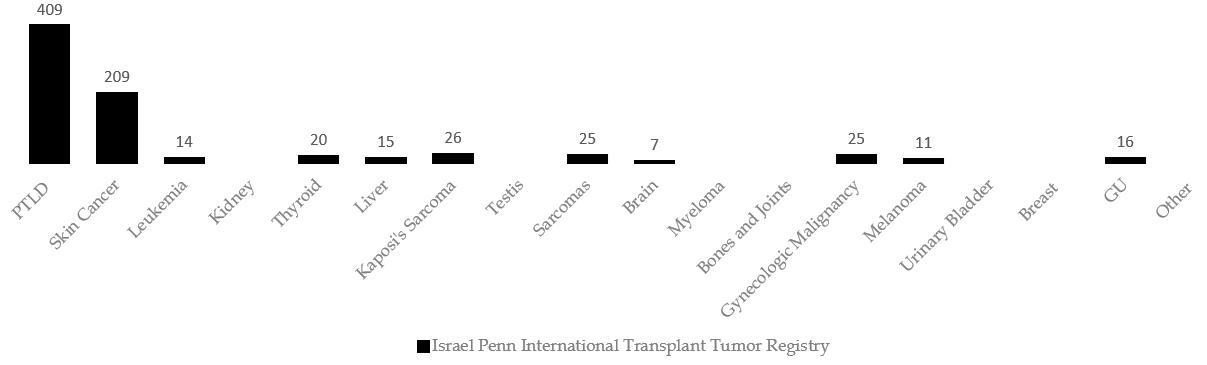 409
209
14
20
15
26
25
7
25
11
16
PTLD
Skin Cancer
Leukemia
Kidney
Thyroid
Liver
Kaposi's Sarcoma
Testis
Sarcomas
Brain
Myeloma
Bones and Joints
Gynecologic Malignancy
Melanoma
Urinary Bladder
Breast
GU
Other
Israel Penn International Transplant Tumor Registry